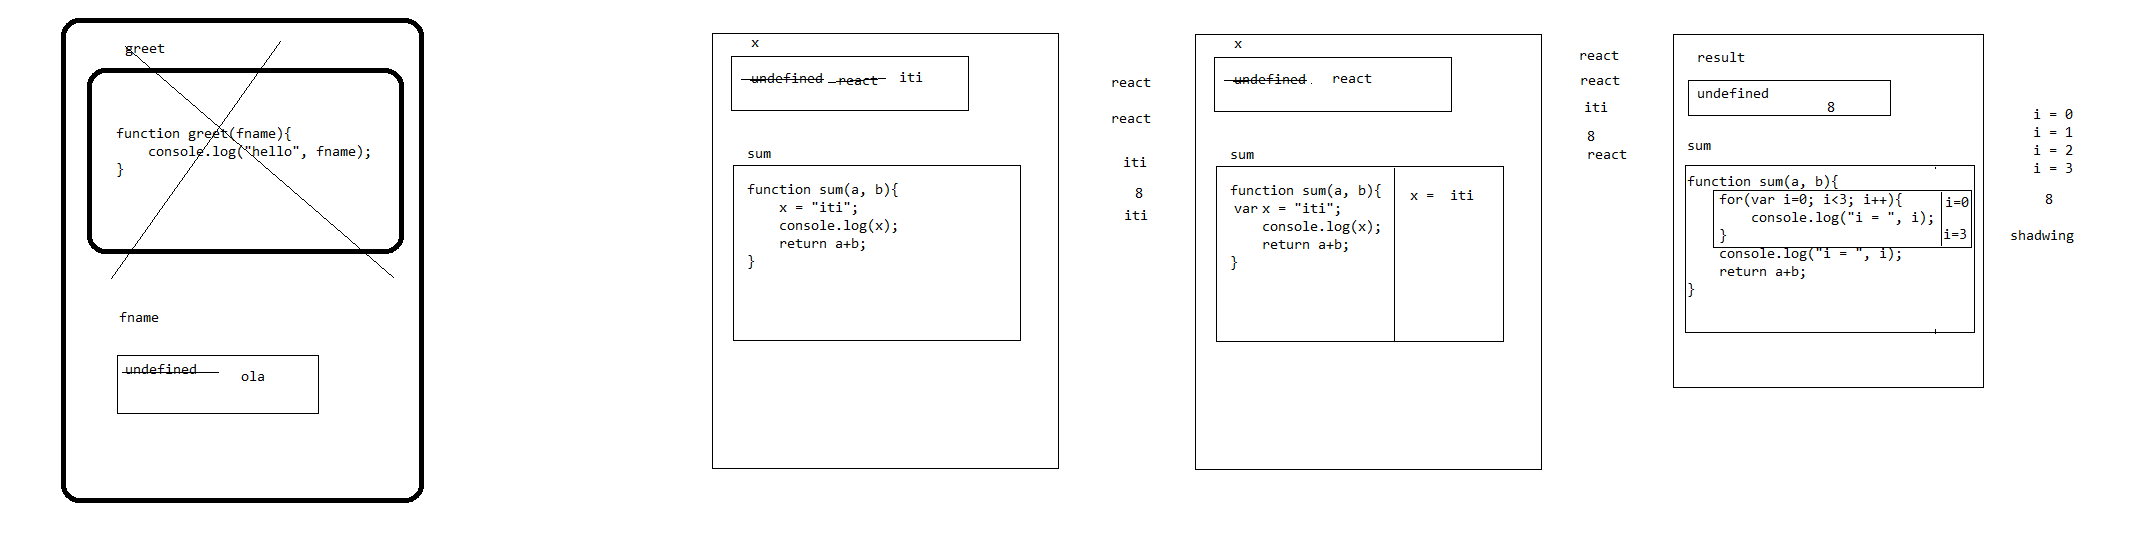 greet
function greet(fname){
console.log("hello", fname);
}
fname
undefined ola
x
undefined react iti
sum
function sum(a, b){
x = "iti";
console.log(x);
return a+b;
}
react
react
iti
8
iti
x
undefined react
sum
function sum(a, b){
var x = "iti";
console.log(x);
return a+b;
}
x = iti
react
react
iti
8
react
result
undefined
8
sum
function sum(a, b){
for(var i=0; i<3; i++){
console.log("i = ", i);
}
console.log("i = ", i);
return a+b;
}
i=0
i=3
i = 0
i = 1
i = 2
i = 3
8
shadwing